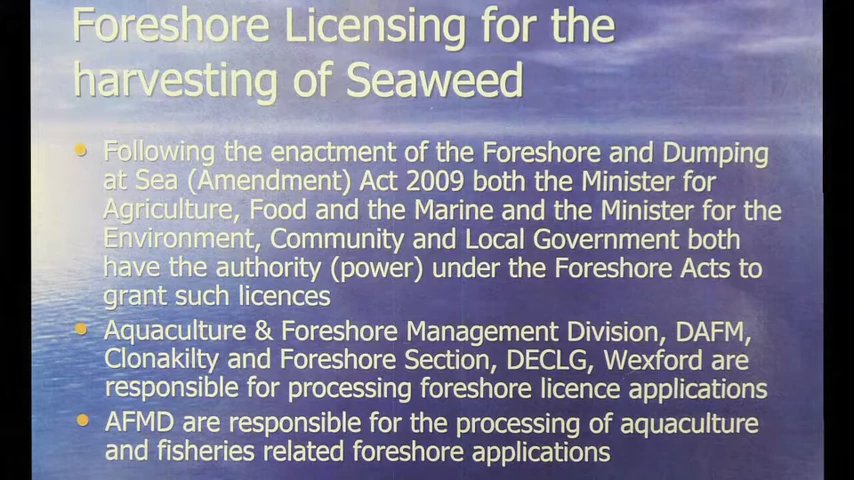 Foreshore Licensing for the
harvesting of Seaweed
Following the enactment of the Foreshore and Dumping
at Sea (Amendment) Act 2009 both the Minister for
Agriculture, Food and the Marine and the Minister for the
Environment, Community and Local Government both
have the authority (power) under the Foreshore Acts to
grant such licences
Aquaculture & Foreshore Management Division, DAFM,
Clonakilty and Foreshore Section, DECLG, Wexford are
responsible for processing foreshore licence applications
AFMD are responsible for the processing of aquaculture
and fisheries related foreshore applications